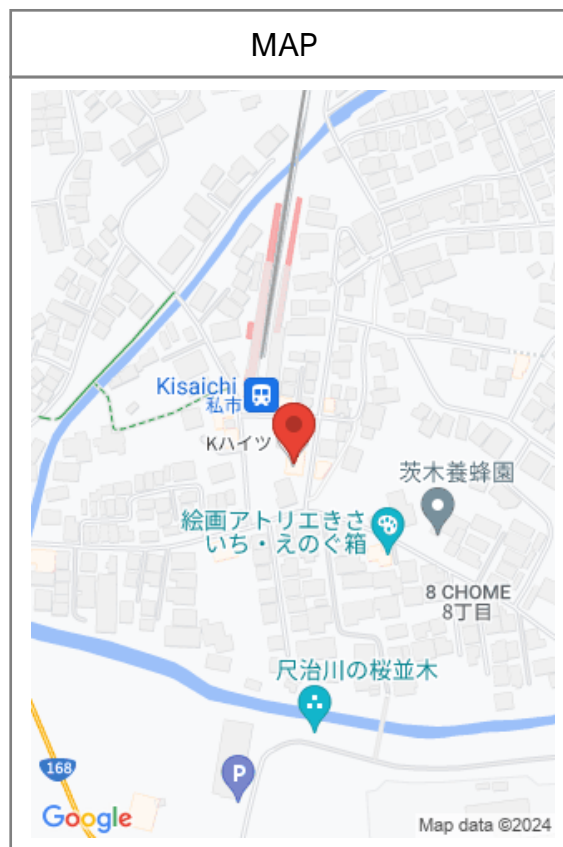 MAP
Kisaichi
私市
Kハイツ
茨木養蜂園
絵画アトリエきさ
いち・えのぐ箱
8 CHOME
8丁目
尺治川の桜並木
P
168
Google
Map data ©2024